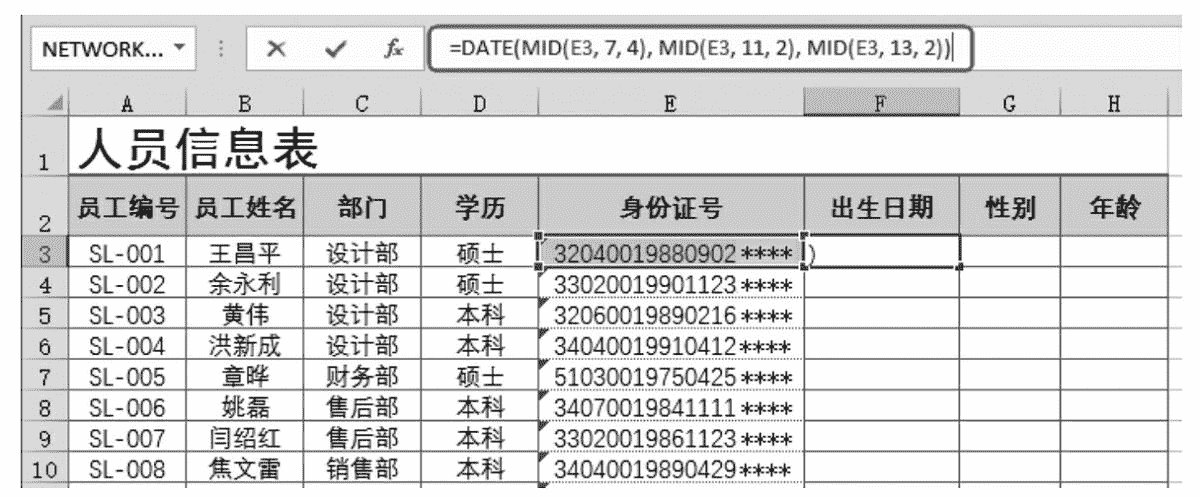 NETWORK... =DATE(MID(E3, 7, 4), MID(E3, 11, 2), MID(E3, 13, 2))
A B C D E F G H
1 人员信息表
2 员工编号 员工姓名 部门 学历 身份证号 出生日期 性别 年龄
3 SL-001 王昌平 设计部 硕士 32040019880902**** )
4 SL-002 余永利 设计部 硕士 33020019901123****
5 SL-003 黄伟 设计部 本科 32060019890216****
6 SL-004 洪新成 设计部 本科 34040019910412****
7 SL-005 章晔 财务部 硕士 51030019750425****
8 SL-006 姚磊 售后部 本科 34070019841111****
9 SL-007 闫绍红 售后部 本科 33020019861123****
10 SL-008 焦文雷 销售部 本科 34040019890429****